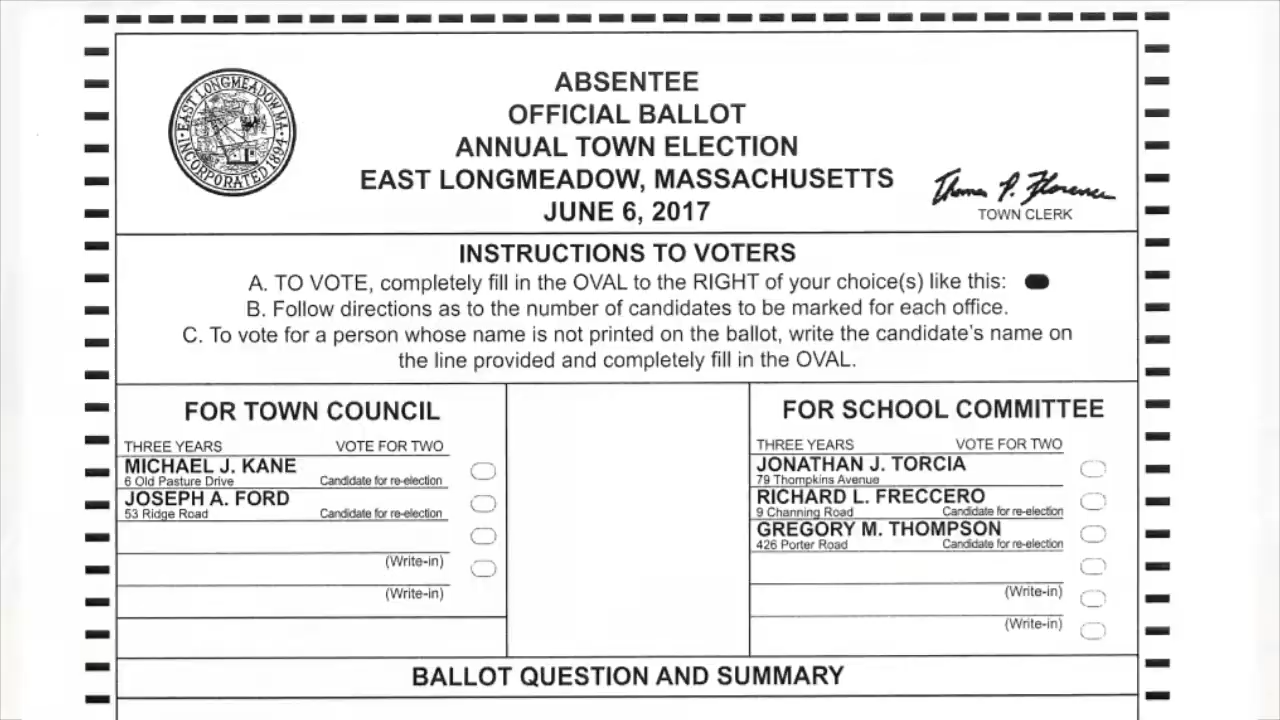 EAST LONGMEADOW, MA.
INCORPORATED 1894
ABSENTEE
OFFICIAL BALLOT
ANNUAL TOWN ELECTION
EAST LONGMEADOW, MASSACHUSETTS
JUNE 6, 2017
Thomas P. Florence
TOWN CLERK
INSTRUCTIONS TO VOTERS
A. TO VOTE, completely fill in the OVAL to the RIGHT of your choice(s) like this:
B. Follow directions as to the number of candidates to be marked for each office.
C. To vote for a person whose name is not printed on the ballot, write the candidate's name on
the line provided and completely fill in the OVAL.
FOR TOWN COUNCIL
THREE YEARS VOTE FOR TWO
MICHAEL J. KANE
6 Old Pasture Drive Candidate for re-election
JOSEPH A. FORD
53 Ridge Road Candidate for re-election
(Write-in)
(Write-in)
FOR SCHOOL COMMITTEE
THREE YEARS VOTE FOR TWO
JONATHAN J. TORCIA
79 Thompkins Avenue
RICHARD L. FRECCERO
9 Channing Road Candidate for re-election
GREGORY M. THOMPSON
426 Porter Road Candidate for re-election
(Write-in)
(Write-in)
BALLOT QUESTION AND SUMMARY